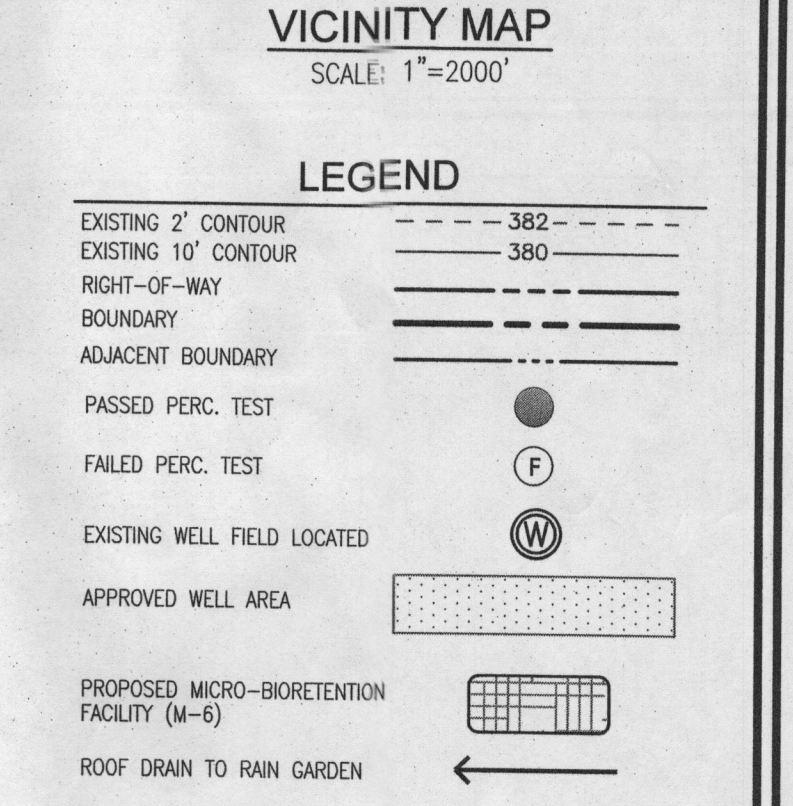 VICINITY MAP
SCALE: 1"=2000'
LEGEND
EXISTING 2' CONTOUR 382
EXISTING 10' CONTOUR 380
RIGHT-OF-WAY
BOUNDARY
ADJACENT BOUNDARY
PASSED PERC. TEST
FAILED PERC. TEST F
EXISTING WELL FIELD LOCATED W
APPROVED WELL AREA
PROPOSED MICRO-BIORETENTION
FACILITY (M-6)
ROOF DRAIN TO RAIN GARDEN